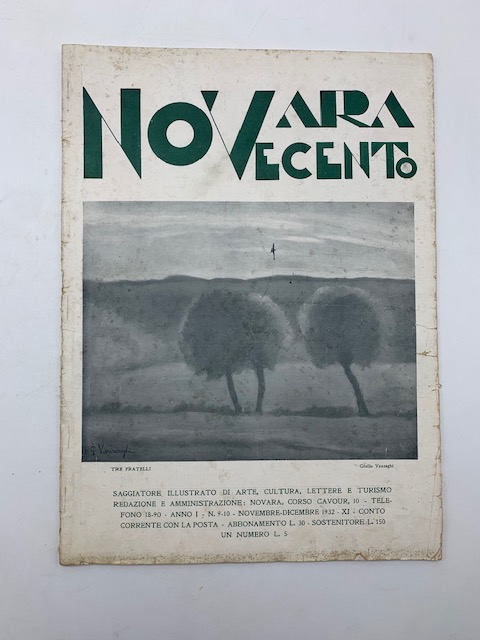 NOVARA
VECENTO
G Vannenghi
TRE FRATELLI
Giulio Vanzaghi
SAGGIATORE ILLUSTRATO DI ARTE, CULTURA, LETTERE E TURISMO
REDAZIONE E AMMINISTRAZIONE: NOVARA, CORSO CAVOUR, 10 - TELE-
FONO 18-90 - ANNO I - N. 9-10 - NOVEMBRE-DICEMBRE 1932 - XI - CONTO
CORRENTE CON LA POSTA - ABBONAMENTO L. 30 - SOSTENITORE: L. 150
UN NUMERO L. 5